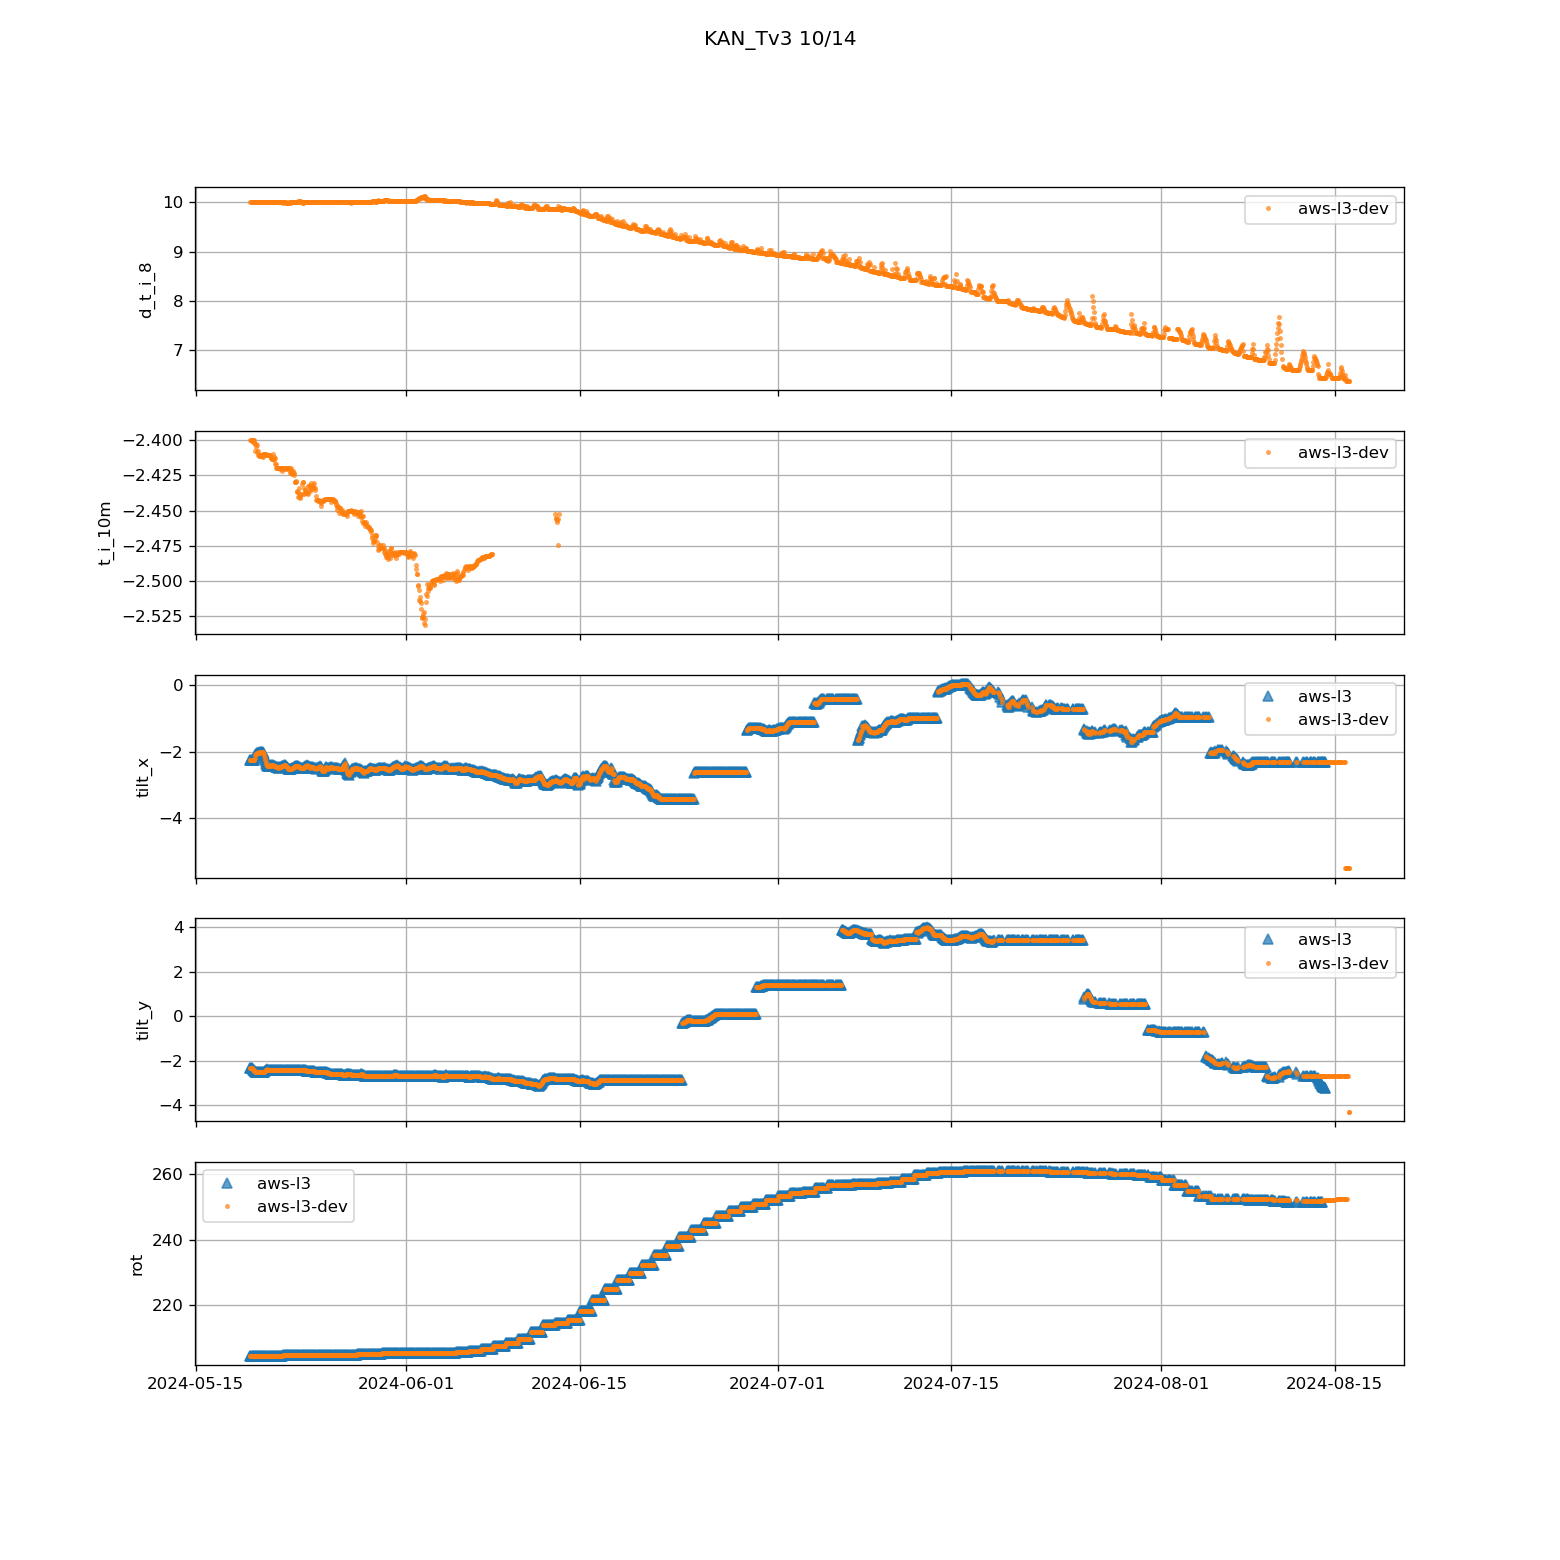 KAN_Tv3 10/14
10
9
8
7
d_t_i_8
aws-l3-dev
−2.400
−2.425
−2.450
−2.475
−2.500
−2.525
t_i_10m
aws-l3-dev
0
−2
−4
tilt_x
aws-l3
aws-l3-dev
4
2
0
−2
−4
tilt_y
aws-l3
aws-l3-dev
260
240
220
rot
aws-l3
aws-l3-dev
2024-05-15 2024-06-01 2024-06-15 2024-07-01 2024-07-15 2024-08-01 2024-08-15